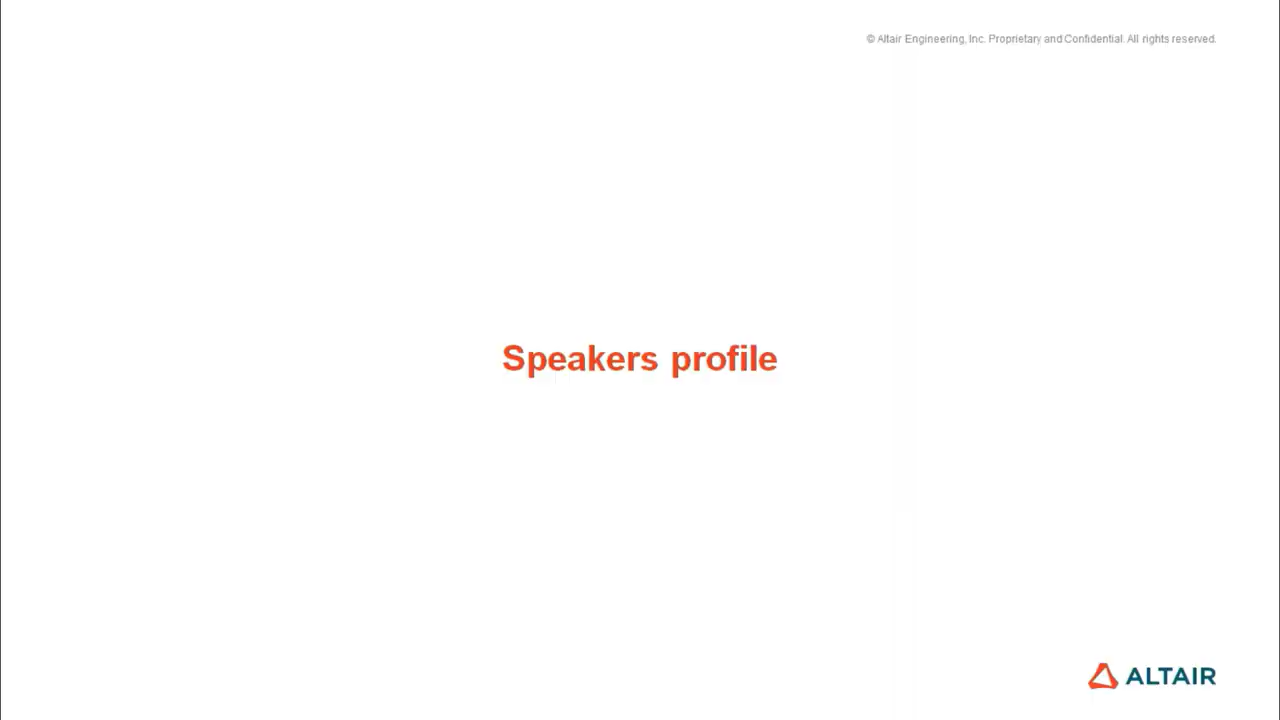 © Altair Engineering, Inc. Proprietary and Confidential. All rights reserved.
Speakers profile
ALTAIR